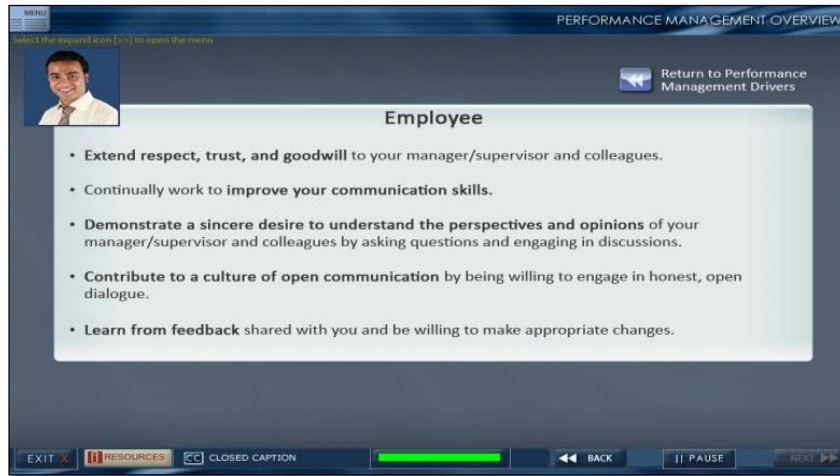 MENU
PERFORMANCE MANAGEMENT OVERVIEW
Select the expand icon [>>] to open the menu
Return to Performance
Management Drivers
Employee
• Extend respect, trust, and goodwill to your manager/supervisor and colleagues.
• Continually work to improve your communication skills.
• Demonstrate a sincere desire to understand the perspectives and opinions of your
manager/supervisor and colleagues by asking questions and engaging in discussions.
• Contribute to a culture of open communication by being willing to engage in honest, open
dialogue.
• Learn from feedback shared with you and be willing to make appropriate changes.
EXIT X RESOURCES CC CLOSED CAPTION BACK || PAUSE NEXT